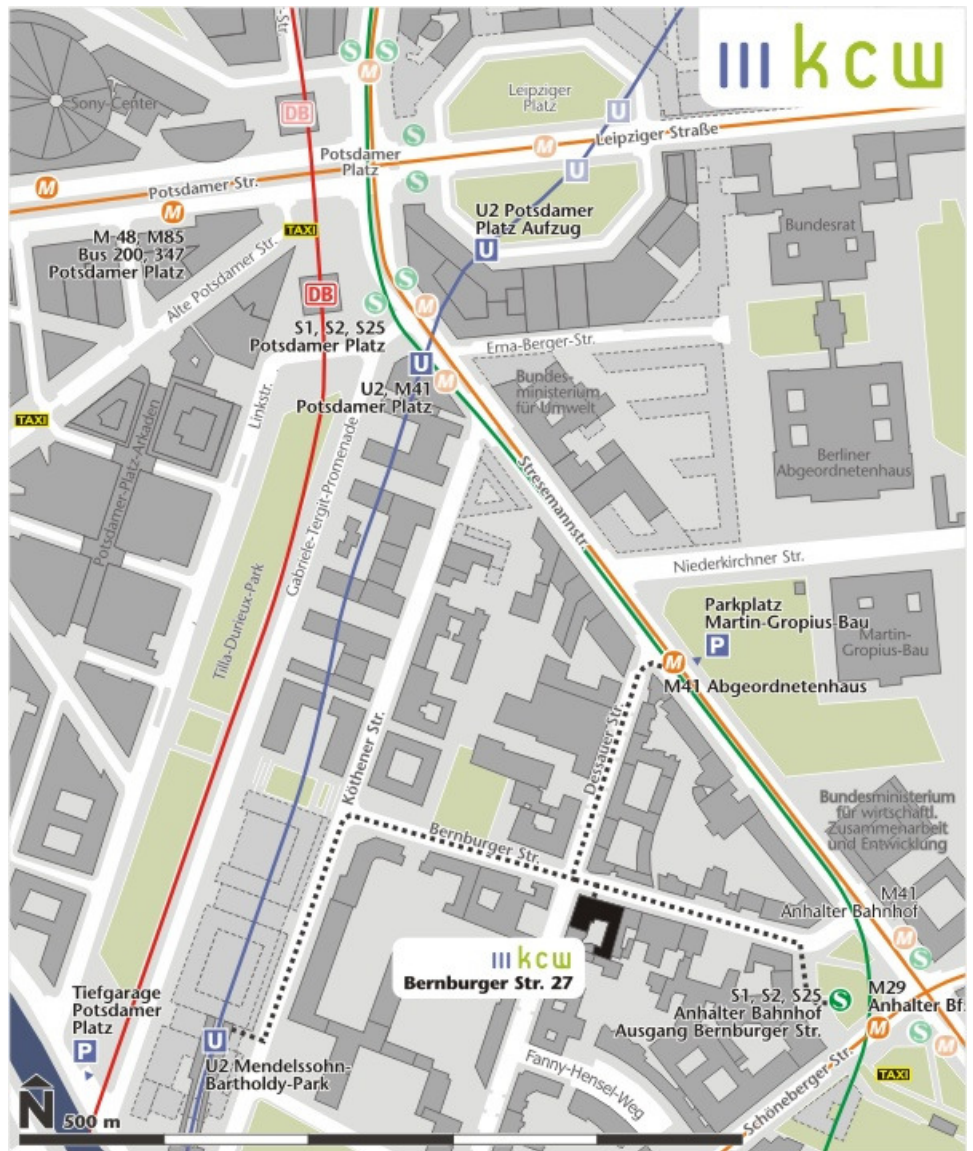 -Str.
kcw
Sony-Center
DB
Leipziger
Platz
Potsdamer
Platz
Leipziger Straße
Potsdamer Str.
M
S
U
U2 Potsdamer
Platz Aufzug
Bundesrat
M-48, M85
Bus 200, 347
Potsdamer Platz
TAXI
Alte Potsdamer Str.
DB
S1, S2, S25
Potsdamer Platz
Erna-Berger-Str.
U2, M41
Potsdamer Platz
Bundes-
ministerium
für Umwelt
Linkstr.
TAXI
Potsdamer-Platz-Arkaden
Gabriele-Tergit-Promenade
Berliner
Abgeordnetenhaus
Stresemannstr.
Niederkirchner Str.
Tilla-Durieux-Park
Parkplatz
Martin-Gropius-Bau
P
Martin-
Gropius-Bau
M
M41 Abgeordnetenhaus
Köthener Str.
Dessauer Str.
Bernburger Str.
Bundesministerium
für wirtschaftl.
Zusammenarbeit
und Entwicklung
M41
Anhalter Bahnhof
kcw
Bernburger Str. 27
S1, S2, S25
Anhalter Bahnhof
Ausgang Bernburger Str.
S
M29
Anhalter Bf.
M
Tiefgarage
Potsdamer
Platz
P
U
U2 Mendelssohn-
Bartholdy-Park
Fanny-Hensel-Weg
Schöneberger Str.
TAXI
N
500 m